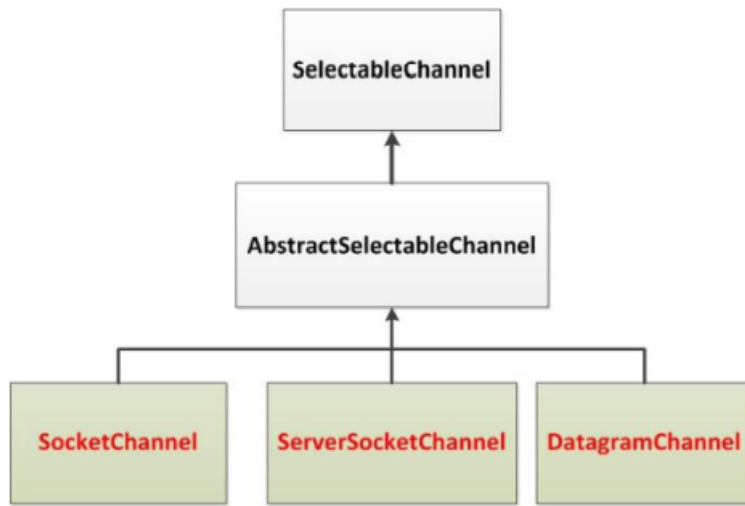 SelectableChannel
AbstractSelectableChannel
SocketChannel
ServerSocketChannel
DatagramChannel